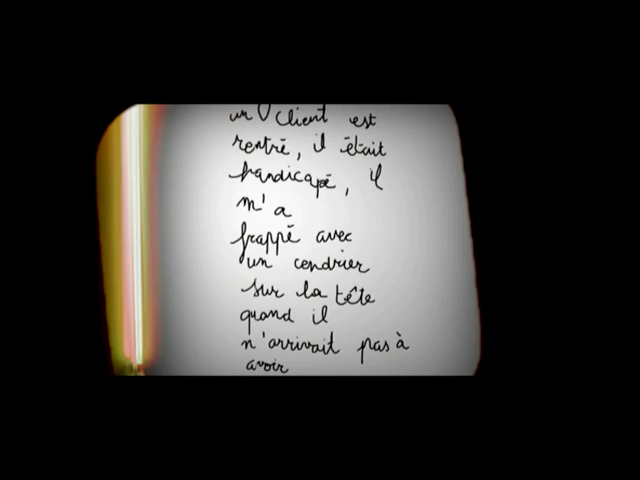 un client est
rentré, il était
handicapé, il
m'a
frappé avec
un cendrier
sur la tête
quand il
n'arrivait pas à
avoir